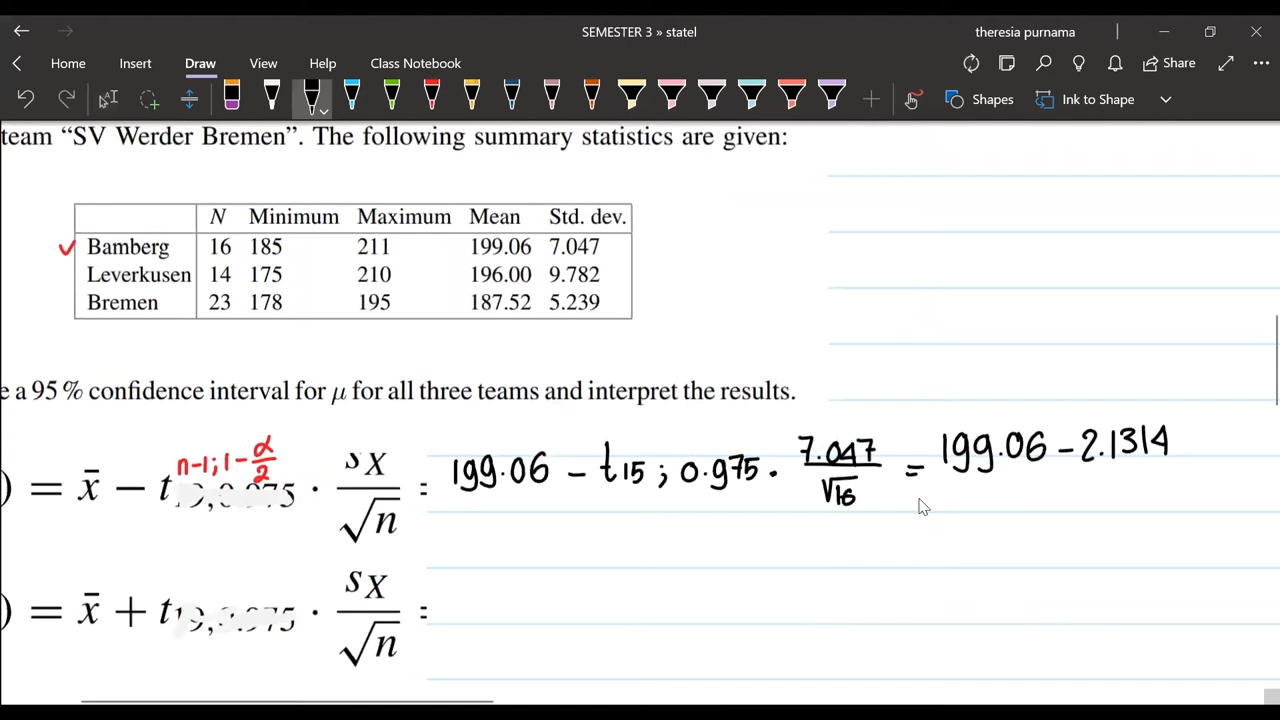 SEMESTER 3 » statel
theresia purnama
Home Insert Draw View Help Class Notebook Share
Shapes Ink to Shape
team “SV Werder Bremen”. The following summary statistics are given:
N Minimum Maximum Mean Std. dev.
Bamberg 16 185 211 199.06 7.047
Leverkusen 14 175 210 196.00 9.782
Bremen 23 178 195 187.52 5.239
e a 95 % confidence interval for μ for all three teams and interpret the results.
n-1; 1 - α/2
) = x̄ − t · sX/√n = 199.06 - t15; 0.975 · 7.047/√16 = 199.06 - 2.1314
) = x̄ + t · sX/√n =